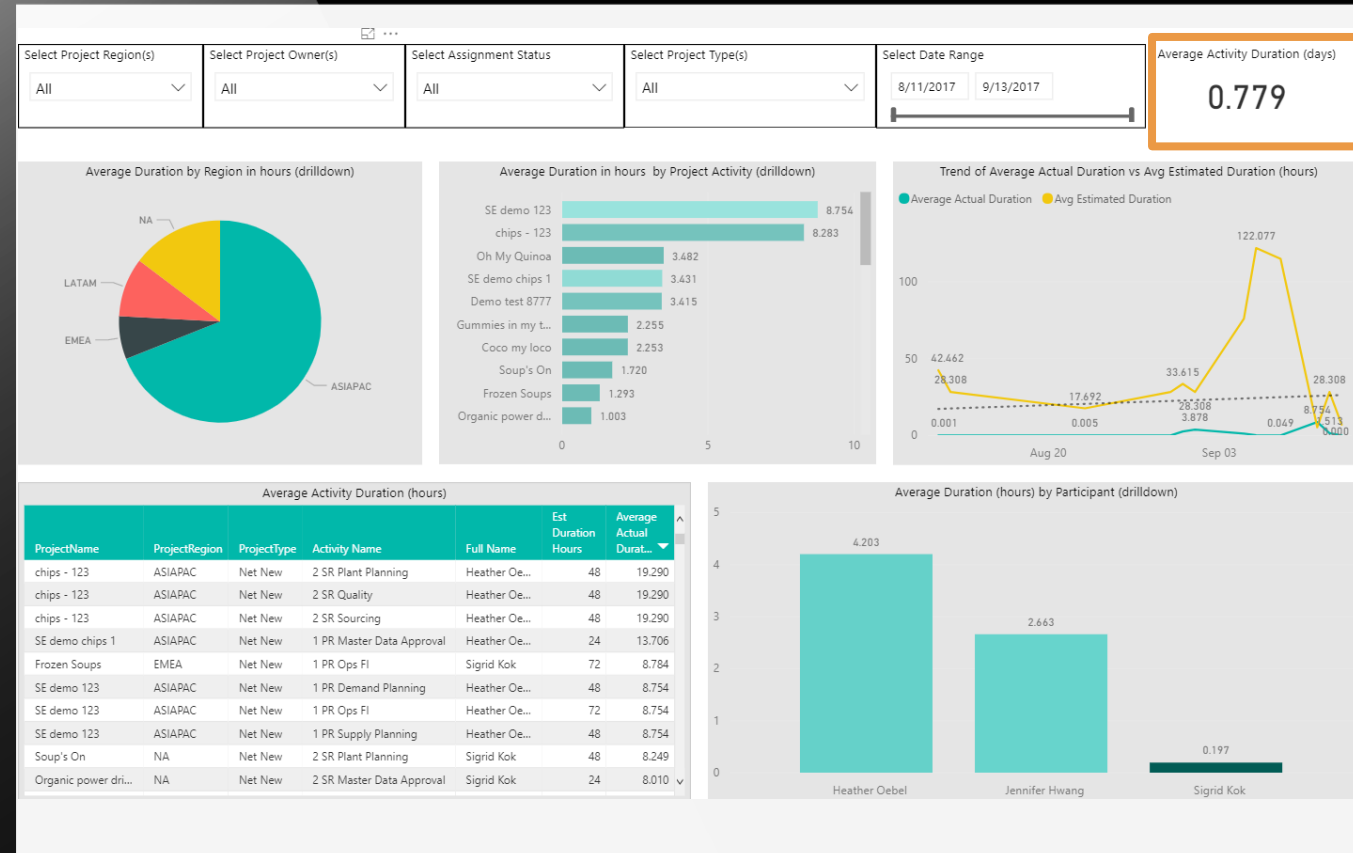 Select Project Region(s)
All
Select Project Owner(s)
All
Select Assignment Status
All
Select Project Type(s)
All
Select Date Range
8/11/2017 9/13/2017
Average Activity Duration (days)
0.779
Average Duration by Region in hours (drilldown)
NA
LATAM
EMEA
ASIAPAC
Average Duration in hours by Project Activity (drilldown)
SE demo 123 8.754
chips - 123 8.283
Oh My Quinoa 3.482
SE demo chips 1 3.431
Demo test 8777 3.415
Gummies in my t... 2.255
Coco my loco 2.253
Soup's On 1.720
Frozen Soups 1.293
Organic power d... 1.003
0 5 10
Trend of Average Actual Duration vs Avg Estimated Duration (hours)
Average Actual Duration Avg Estimated Duration
122.077
100
50 42.462
28.308
33.615
17.692
28.308
3.878
28.308
8.754
0.001
0.005
0.049
0.000
0
Aug 20 Sep 03
Average Activity Duration (hours)
ProjectName ProjectRegion ProjectType Activity Name Full Name Est Duration Hours Average Actual Durat...
chips - 123 ASIAPAC Net New 2 SR Plant Planning Heather Oe... 48 19.290
chips - 123 ASIAPAC Net New 2 SR Quality Heather Oe... 48 19.290
chips - 123 ASIAPAC Net New 2 SR Sourcing Heather Oe... 48 19.290
SE demo chips 1 ASIAPAC Net New 1 PR Master Data Approval Heather Oe... 24 13.706
Frozen Soups EMEA Net New 1 PR Ops FI Sigrid Kok 72 8.784
SE demo 123 ASIAPAC Net New 1 PR Demand Planning Heather Oe... 48 8.754
SE demo 123 ASIAPAC Net New 1 PR Ops FI Heather Oe... 72 8.754
SE demo 123 ASIAPAC Net New 1 PR Supply Planning Heather Oe... 48 8.754
Soup's On NA Net New 2 SR Plant Planning Sigrid Kok 48 8.249
Organic power dri... NA Net New 2 SR Master Data Approval Sigrid Kok 24 8.010
Average Duration (hours) by Participant (drilldown)
5
4
3
2
1
0
4.203
2.663
0.197
Heather Oebel Jennifer Hwang Sigrid Kok